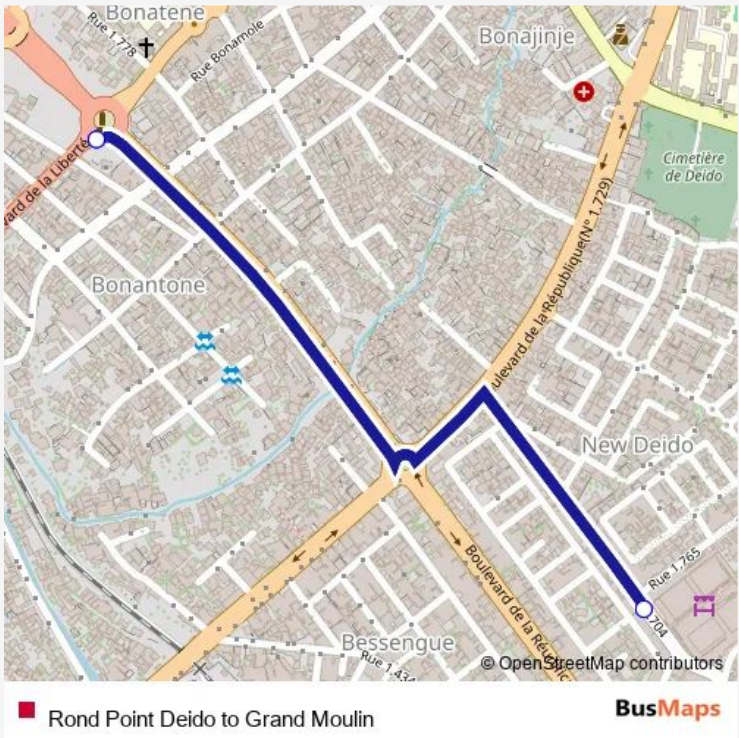 Bonatene
Rue 1.778
Rue Bonamole
Bonajinje
Cimetière
de Deido
vard de la Liberté
ulevard de la République(N° 1.729)
Bonantone
New Deido
Rue 1.765
704
Boulevard de la Républic
Bessengue
Rue 1.434
© OpenStreetMap contributors
Rond Point Deido to Grand Moulin
BusMaps